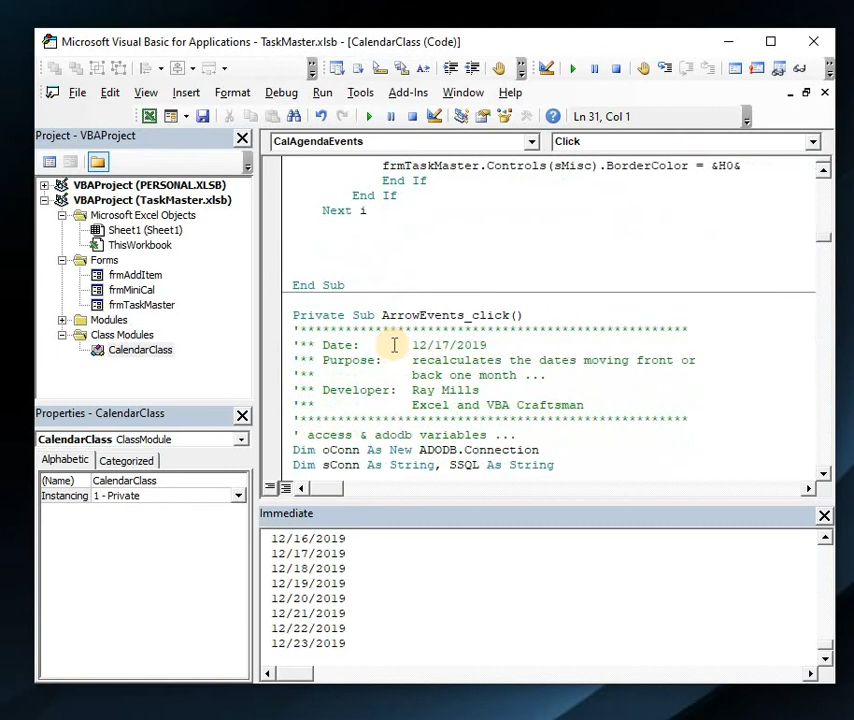 Microsoft Visual Basic for Applications - TaskMaster.xlsb - [CalendarClass (Code)]
File Edit View Insert Format Debug Run Tools Add-Ins Window Help
Ln 31, Col 1
Project - VBAProject
CalAgendaEvents
Click
VBAProject (PERSONAL.XLSB)
VBAProject (TaskMaster.xlsb)
Microsoft Excel Objects
Sheet1 (Sheet1)
ThisWorkbook
Forms
frmAddItem
frmMiniCal
frmTaskMaster
Modules
Class Modules
CalendarClass
frmTaskMaster.Controls(sMisc).BorderColor = &H0&
End If
End If
Next i
End Sub
Private Sub ArrowEvents_click()
'****************************************************
'** Date: 12/17/2019
'** Purpose: recalculates the dates moving front or
'** back one month ...
'** Developer: Ray Mills
'** Excel and VBA Craftsman
'****************************************************
' access & adodb variables ...
Dim oConn As New ADODB.Connection
Dim sConn As String, SSQL As String
Properties - CalendarClass
CalendarClass ClassModule
Alphabetic Categorized
(Name) CalendarClass
Instancing 1 - Private
Immediate
12/16/2019
12/17/2019
12/18/2019
12/19/2019
12/20/2019
12/21/2019
12/22/2019
12/23/2019